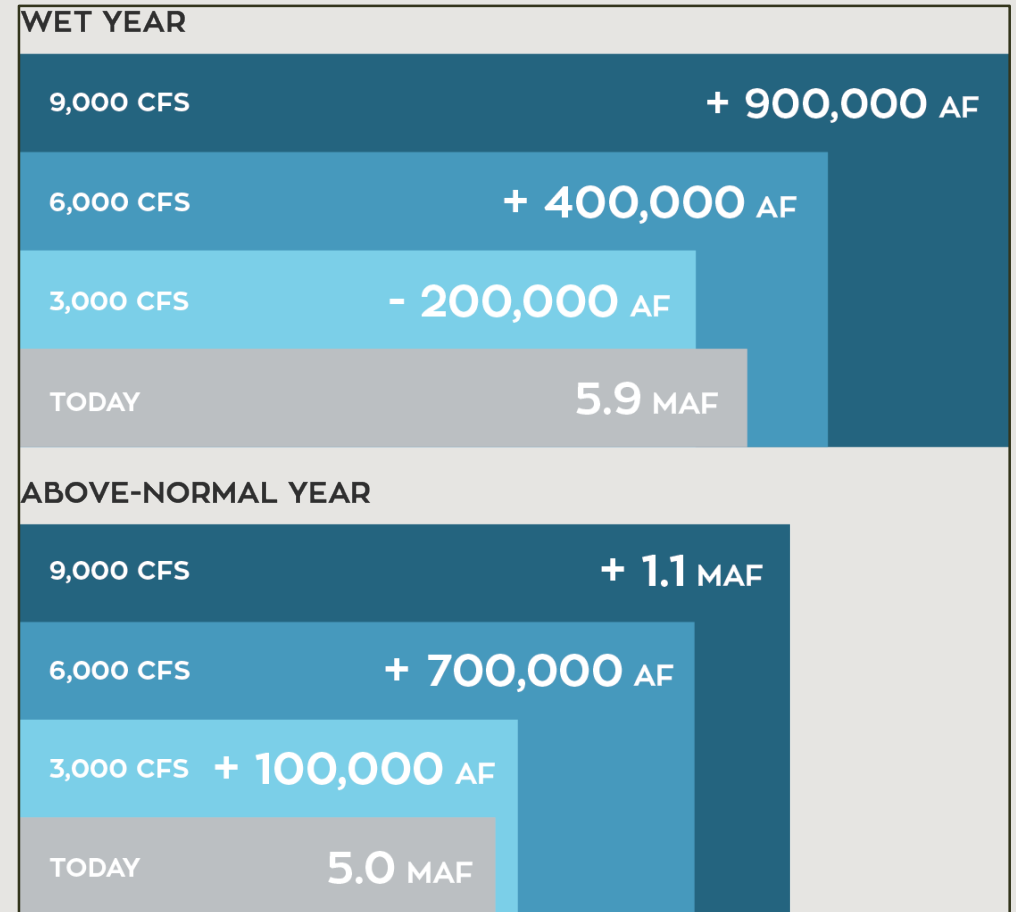 WET YEAR
9,000 CFS + 900,000 AF
6,000 CFS + 400,000 AF
3,000 CFS - 200,000 AF
TODAY 5.9 MAF
ABOVE-NORMAL YEAR
9,000 CFS + 1.1 MAF
6,000 CFS + 700,000 AF
3,000 CFS + 100,000 AF
TODAY 5.0 MAF